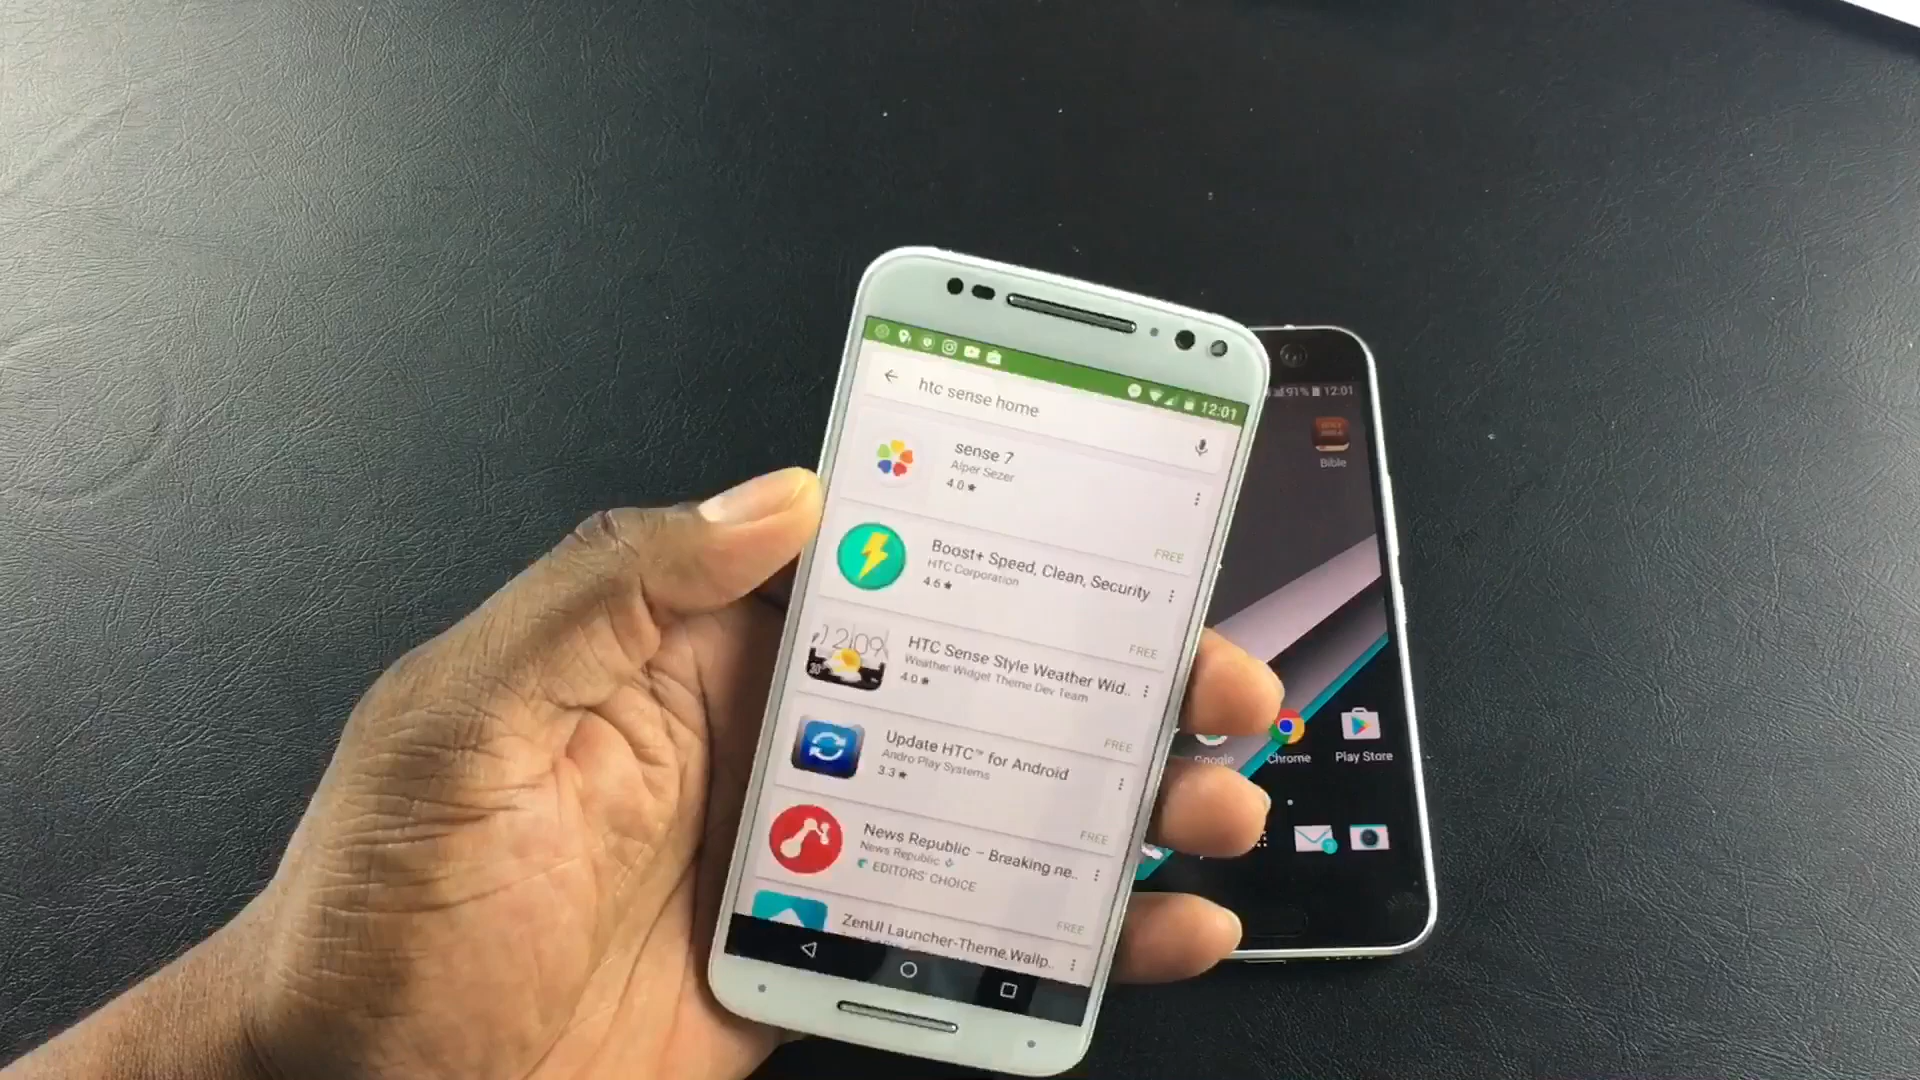 12:01
htc sense home
sense 7
Alper Sezer
4.0★
FREE
Boost+ Speed, Clean, Security
HTC Corporation
4.6★
FREE
12:09
HTC Sense Style Weather Wid..
Weather Widget Theme Dev Team
4.0★
FREE
Update HTC™ for Android
Andro Play Systems
3.3★
FREE
News Republic – Breaking ne..
News Republic
EDITORS' CHOICE
FREE
ZenUI Launcher-Theme,Wallp..
91% 12:01
Bible
Google
Chrome
Play Store